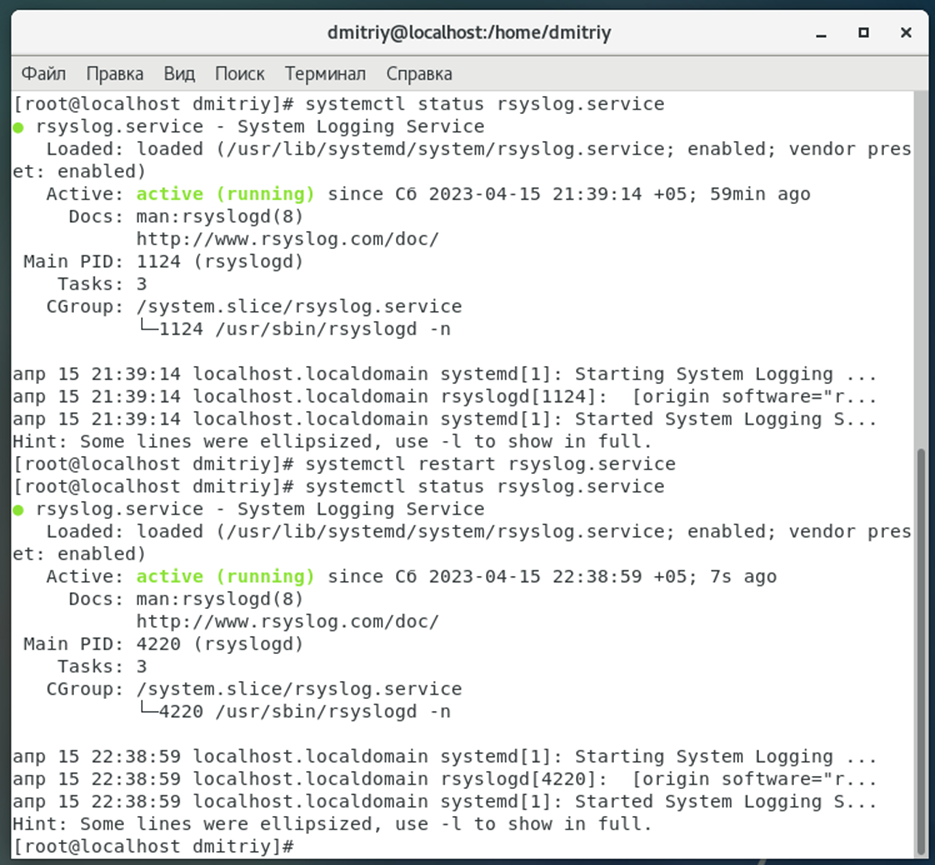 dmitriy@localhost:/home/dmitriy
Файл Правка Вид Поиск Терминал Справка
[root@localhost dmitriy]# systemctl status rsyslog.service
● rsyslog.service - System Logging Service
   Loaded: loaded (/usr/lib/systemd/system/rsyslog.service; enabled; vendor pres
et: enabled)
   Active: active (running) since Сб 2023-04-15 21:39:14 +05; 59min ago
     Docs: man:rsyslogd(8)
           http://www.rsyslog.com/doc/
 Main PID: 1124 (rsyslogd)
    Tasks: 3
   CGroup: /system.slice/rsyslog.service
           └─1124 /usr/sbin/rsyslogd -n
апр 15 21:39:14 localhost.localdomain systemd[1]: Starting System Logging ...
апр 15 21:39:14 localhost.localdomain rsyslogd[1124]:  [origin software="r...
апр 15 21:39:14 localhost.localdomain systemd[1]: Started System Logging S...
Hint: Some lines were ellipsized, use -l to show in full.
[root@localhost dmitriy]# systemctl restart rsyslog.service
[root@localhost dmitriy]# systemctl status rsyslog.service
● rsyslog.service - System Logging Service
   Loaded: loaded (/usr/lib/systemd/system/rsyslog.service; enabled; vendor pres
et: enabled)
   Active: active (running) since Сб 2023-04-15 22:38:59 +05; 7s ago
     Docs: man:rsyslogd(8)
           http://www.rsyslog.com/doc/
 Main PID: 4220 (rsyslogd)
    Tasks: 3
   CGroup: /system.slice/rsyslog.service
           └─4220 /usr/sbin/rsyslogd -n
апр 15 22:38:59 localhost.localdomain systemd[1]: Starting System Logging ...
апр 15 22:38:59 localhost.localdomain rsyslogd[4220]:  [origin software="r...
апр 15 22:38:59 localhost.localdomain systemd[1]: Started System Logging S...
Hint: Some lines were ellipsized, use -l to show in full.
[root@localhost dmitriy]#